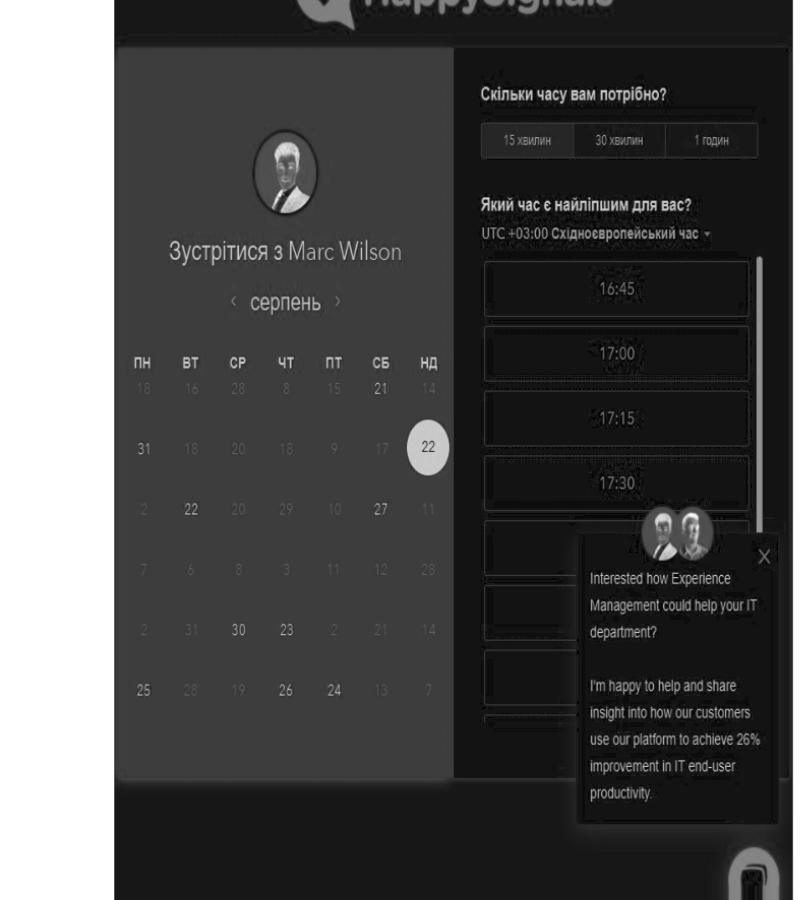 HappySignals
Зустрітися з Marc Wilson
серпень
ПН ВТ СР ЧТ ПТ СБ НД
18 16 28 8 15 21 14
31 18 20 18 9 17 22
2 22 20 29 10 27 11
7 6 8 3 11 12 28
2 31 30 23 2 21 14
25 28 19 26 24 13 7
Скільки часу вам потрібно?
15 хвилин 30 хвилин 1 годин
Який час є найліпшим для вас?
UTC +03:00 Східноєвропейський час
16:45
17:00
17:15
17:30
Interested how Experience
Management could help your IT
department?
I'm happy to help and share
insight into how our customers
use our platform to achieve 26%
improvement in IT end-user
productivity.